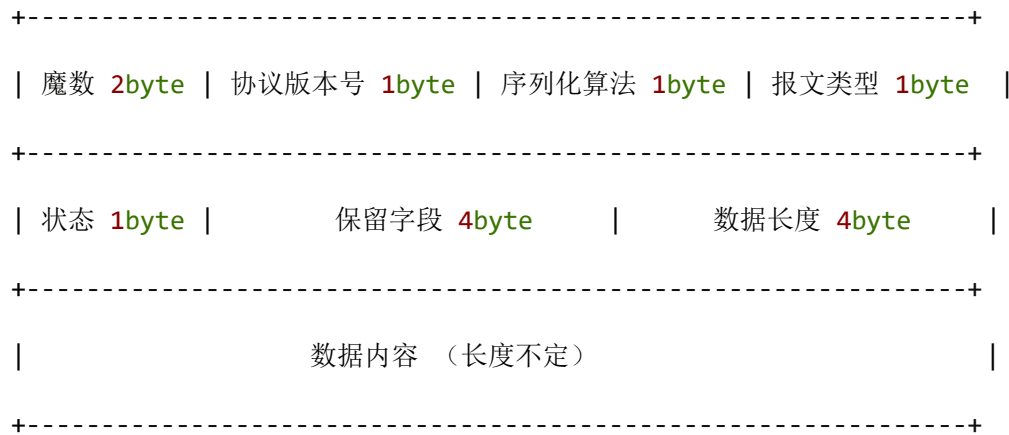 +---------------------------------------------------------------+
| 魔数 2byte | 协议版本号 1byte | 序列化算法 1byte | 报文类型 1byte  |
+---------------------------------------------------------------+
| 状态 1byte |        保留字段 4byte     |      数据长度 4byte     |
+---------------------------------------------------------------+
|                   数据内容 （长度不定）                          |
+---------------------------------------------------------------+